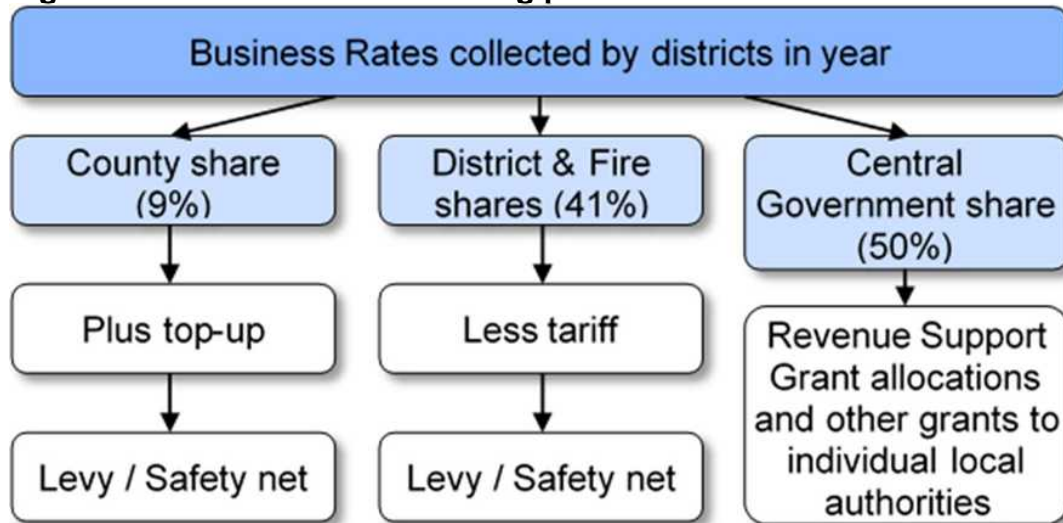 Business Rates collected by districts in year
County share
(9%)
District & Fire
shares (41%)
Central
Government share
(50%)
Plus top-up
Less tariff
Revenue Support
Grant allocations
and other grants to
individual local
authorities
Levy / Safety net
Levy / Safety net